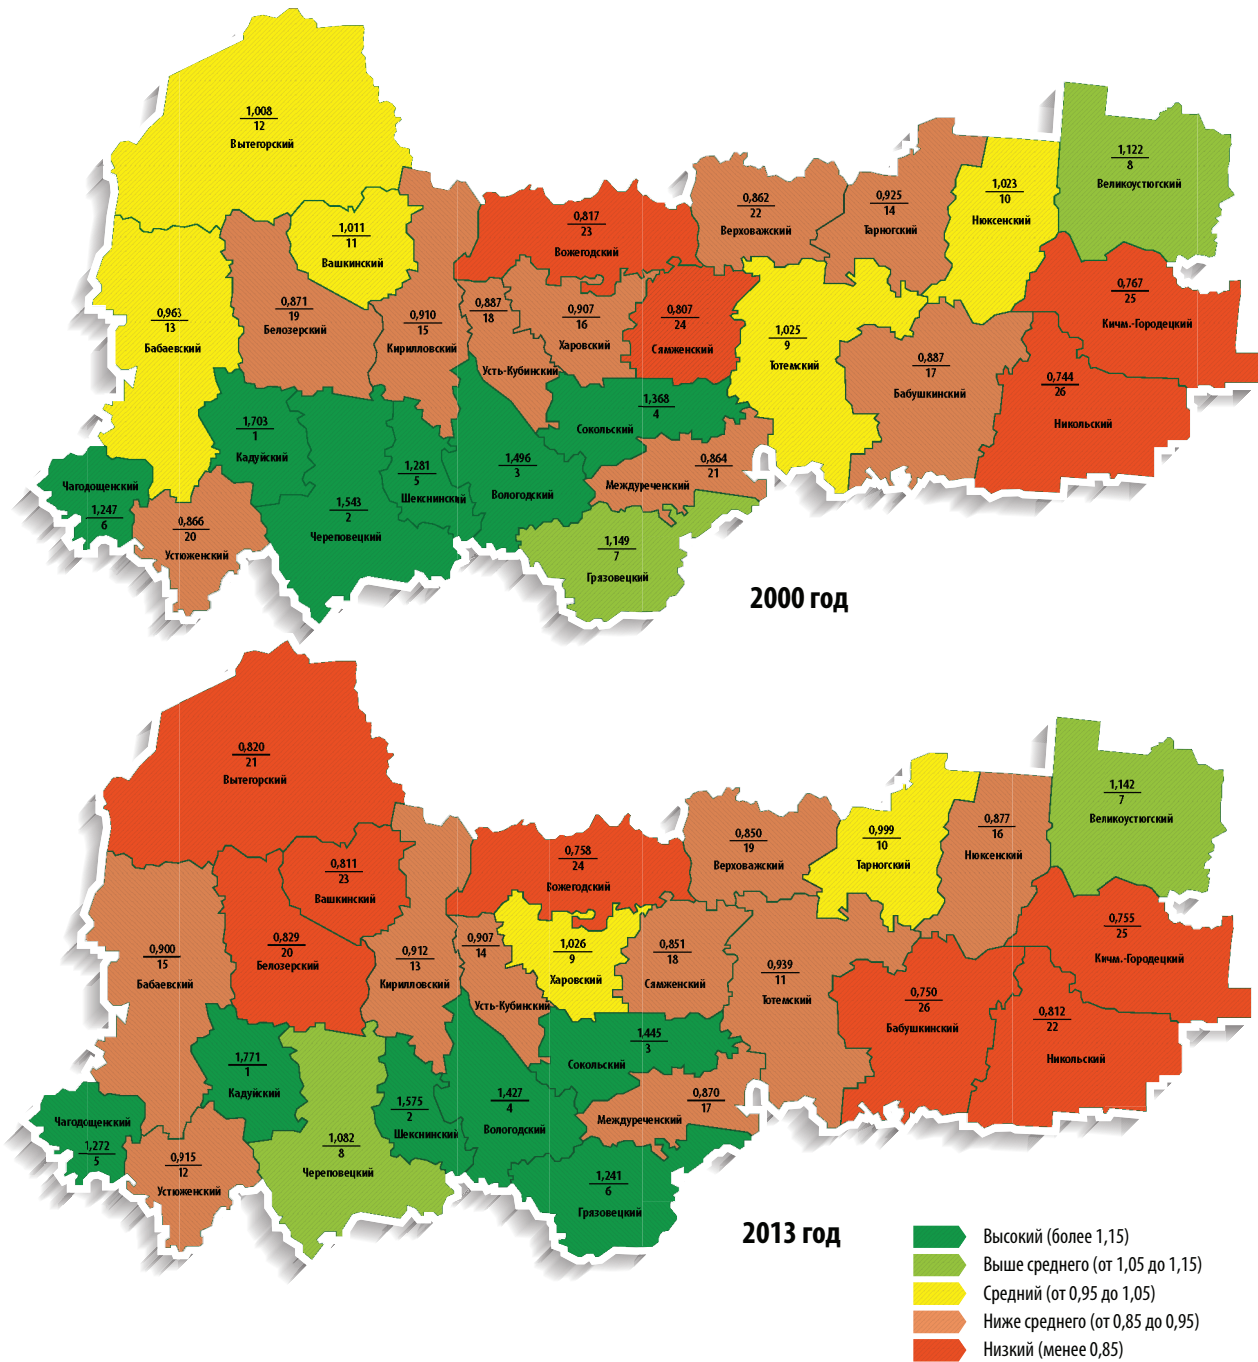 1,008
12
Вытегорский
1,122
8
Великоустюгский
1,011
11
Вашкинский
0,817
23
Вожегодский
0,862
22
Верховажский
0,925
14
Тарногский
1,023
10
Нюксенский
0,963
13
Бабаевский
0,871
19
Белозерский
0,910
15
Кирилловский
0,887
18
Усть-Кубинский
0,907
16
Харовский
0,807
24
Сямженский
1,025
9
Тотемский
0,887
17
Бабушкинский
0,767
25
Кичм.-Городецкий
0,744
26
Никольский
1,703
1
Кадуйский
1,368
4
Сокольский
Чагодощенский
1,247
6
0,866
20
Устюженский
1,543
2
Череповецкий
1,281
5
Шекснинский
1,496
3
Вологодский
0,864
21
Междуреченский
1,149
7
Грязовецкий
2000 год
0,820
21
Вытегорский
1,142
7
Великоустюгский
0,811
23
Вашкинский
0,758
24
Вожегодский
0,850
19
Верховажский
0,999
10
Тарногский
0,877
16
Нюксенский
0,900
15
Бабаевский
0,829
20
Белозерский
0,912
13
Кирилловский
0,907
14
Усть-Кубинский
1,026
9
Харовский
0,851
18
Сямженский
0,939
11
Тотемский
0,750
26
Бабушкинский
0,755
25
Кичм.-Городецкий
0,812
22
Никольский
1,771
1
Кадуйский
1.445
3
Сокольский
Чагодощенский
1,272
5
0,915
12
Устюженский
1,082
8
Череповецкий
1,575
2
Шекснинский
1,427
4
Вологодский
0,870
17
Междуреченский
1,241
6
Грязовецкий
2013 год
Высокий (более 1,15)
Выше среднего (от 1,05 до 1,15)
Средний (от 0,95 до 1,05)
Ниже среднего (от 0,85 до 0,95)
Низкий (менее 0,85)